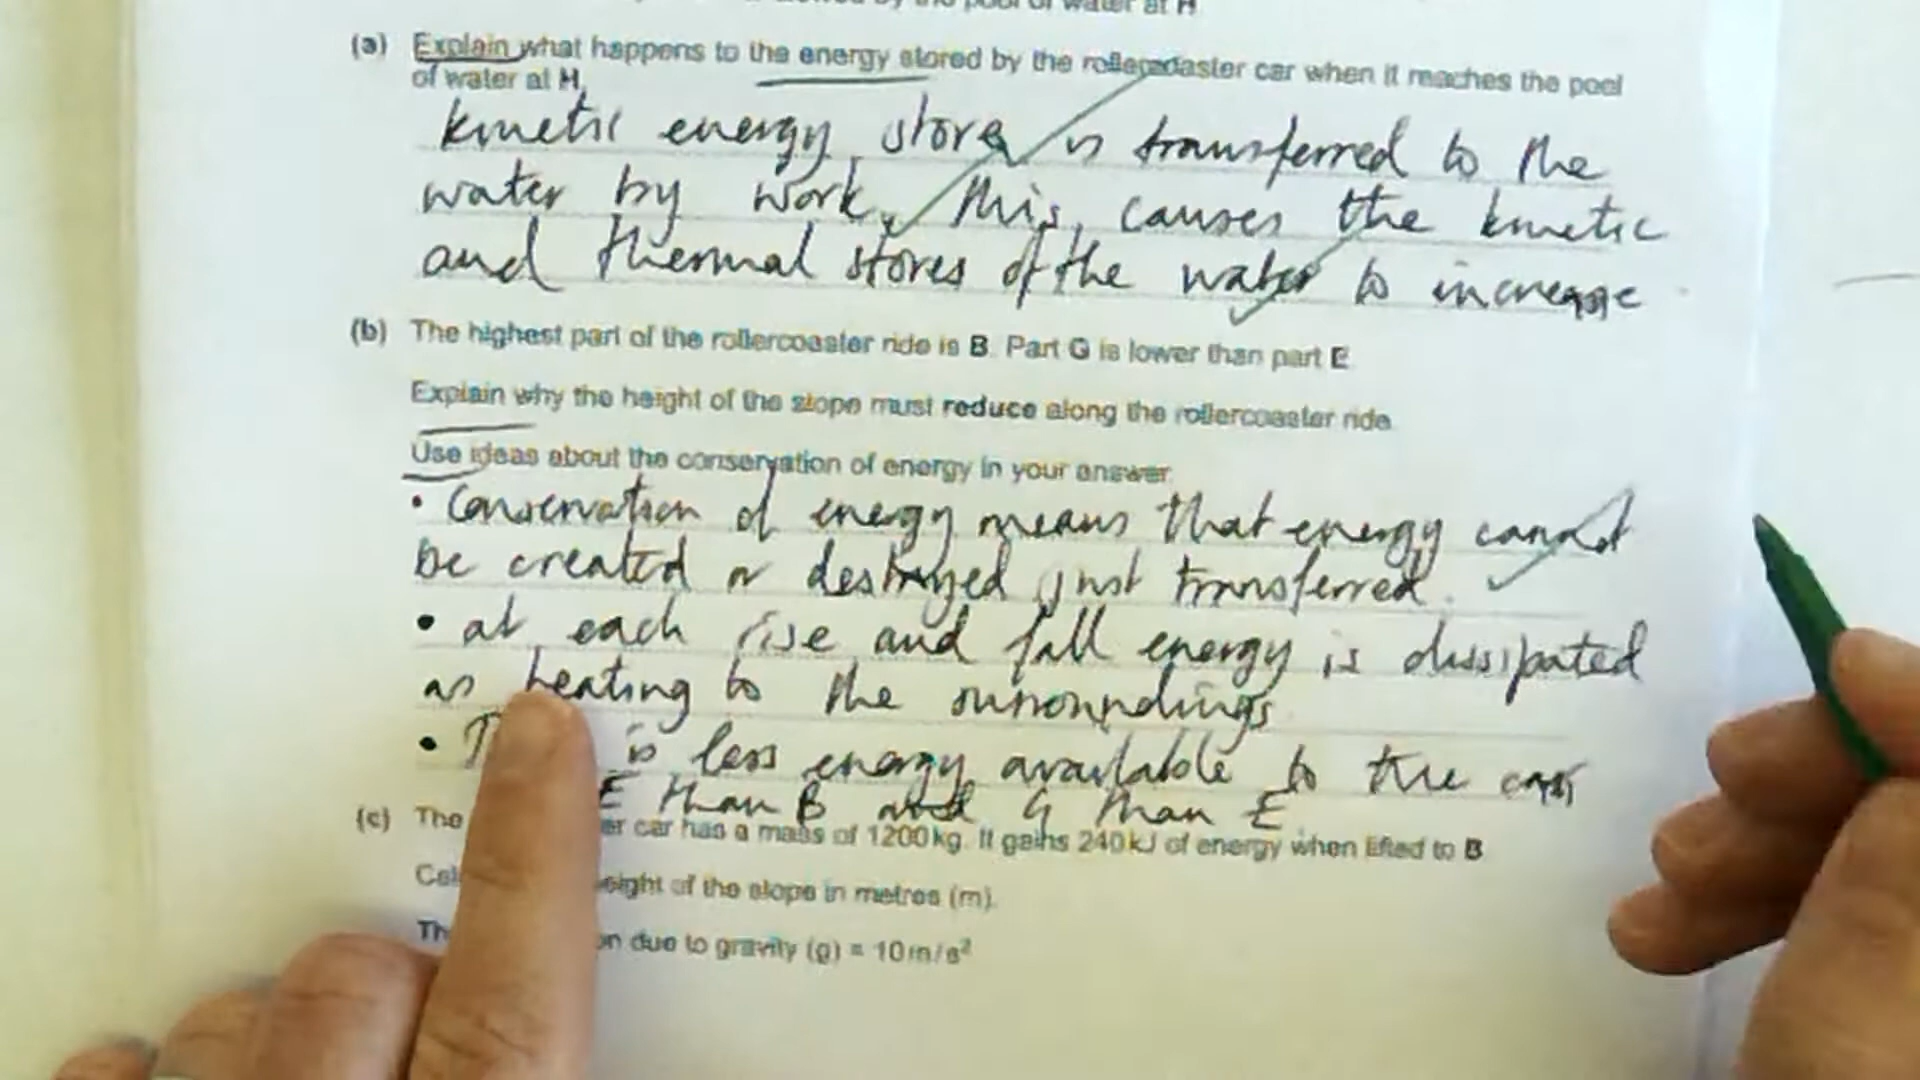 by the pool of water at H
(a) Explain what happens to the energy stored by the rollercoaster car when it reaches the pool
of water at H.
kinetic energy store is transferred to the
water by work. This causes the kinetic
and thermal stores of the water to increase
(b) The highest part of the rollercoaster ride is B. Part G is lower than part E.
Explain why the height of the slope must reduce along the rollercoaster ride.
Use ideas about the conservation of energy in your answer.
• Conservation of energy means that energy cannot
be created or destroyed just transferred.
• at each rise and fall energy is dissipated
as heating to the surroundings
• is less energy available to the car
E than B and G than E.
(c) The car has a mass of 1200 kg. It gains 240 kJ of energy when lifted to B.
of the slope in metres (m).
due to gravity (g) = 10 m/s²